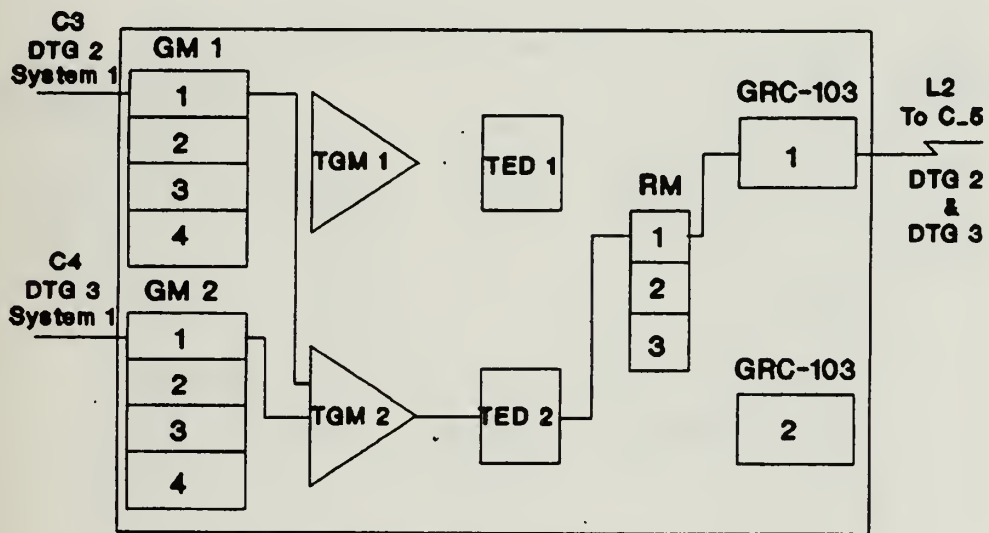 C3
DTG 2
System 1
GM 1
1
2
3
4
C4
DTG 3
System 1
GM 2
1
2
3
4
TGM 1
TED 1
TGM 2
TED 2
RM
1
2
3
GRC-103
1
GRC-103
2
L2
To C_5
DTG 2
&
DTG 3